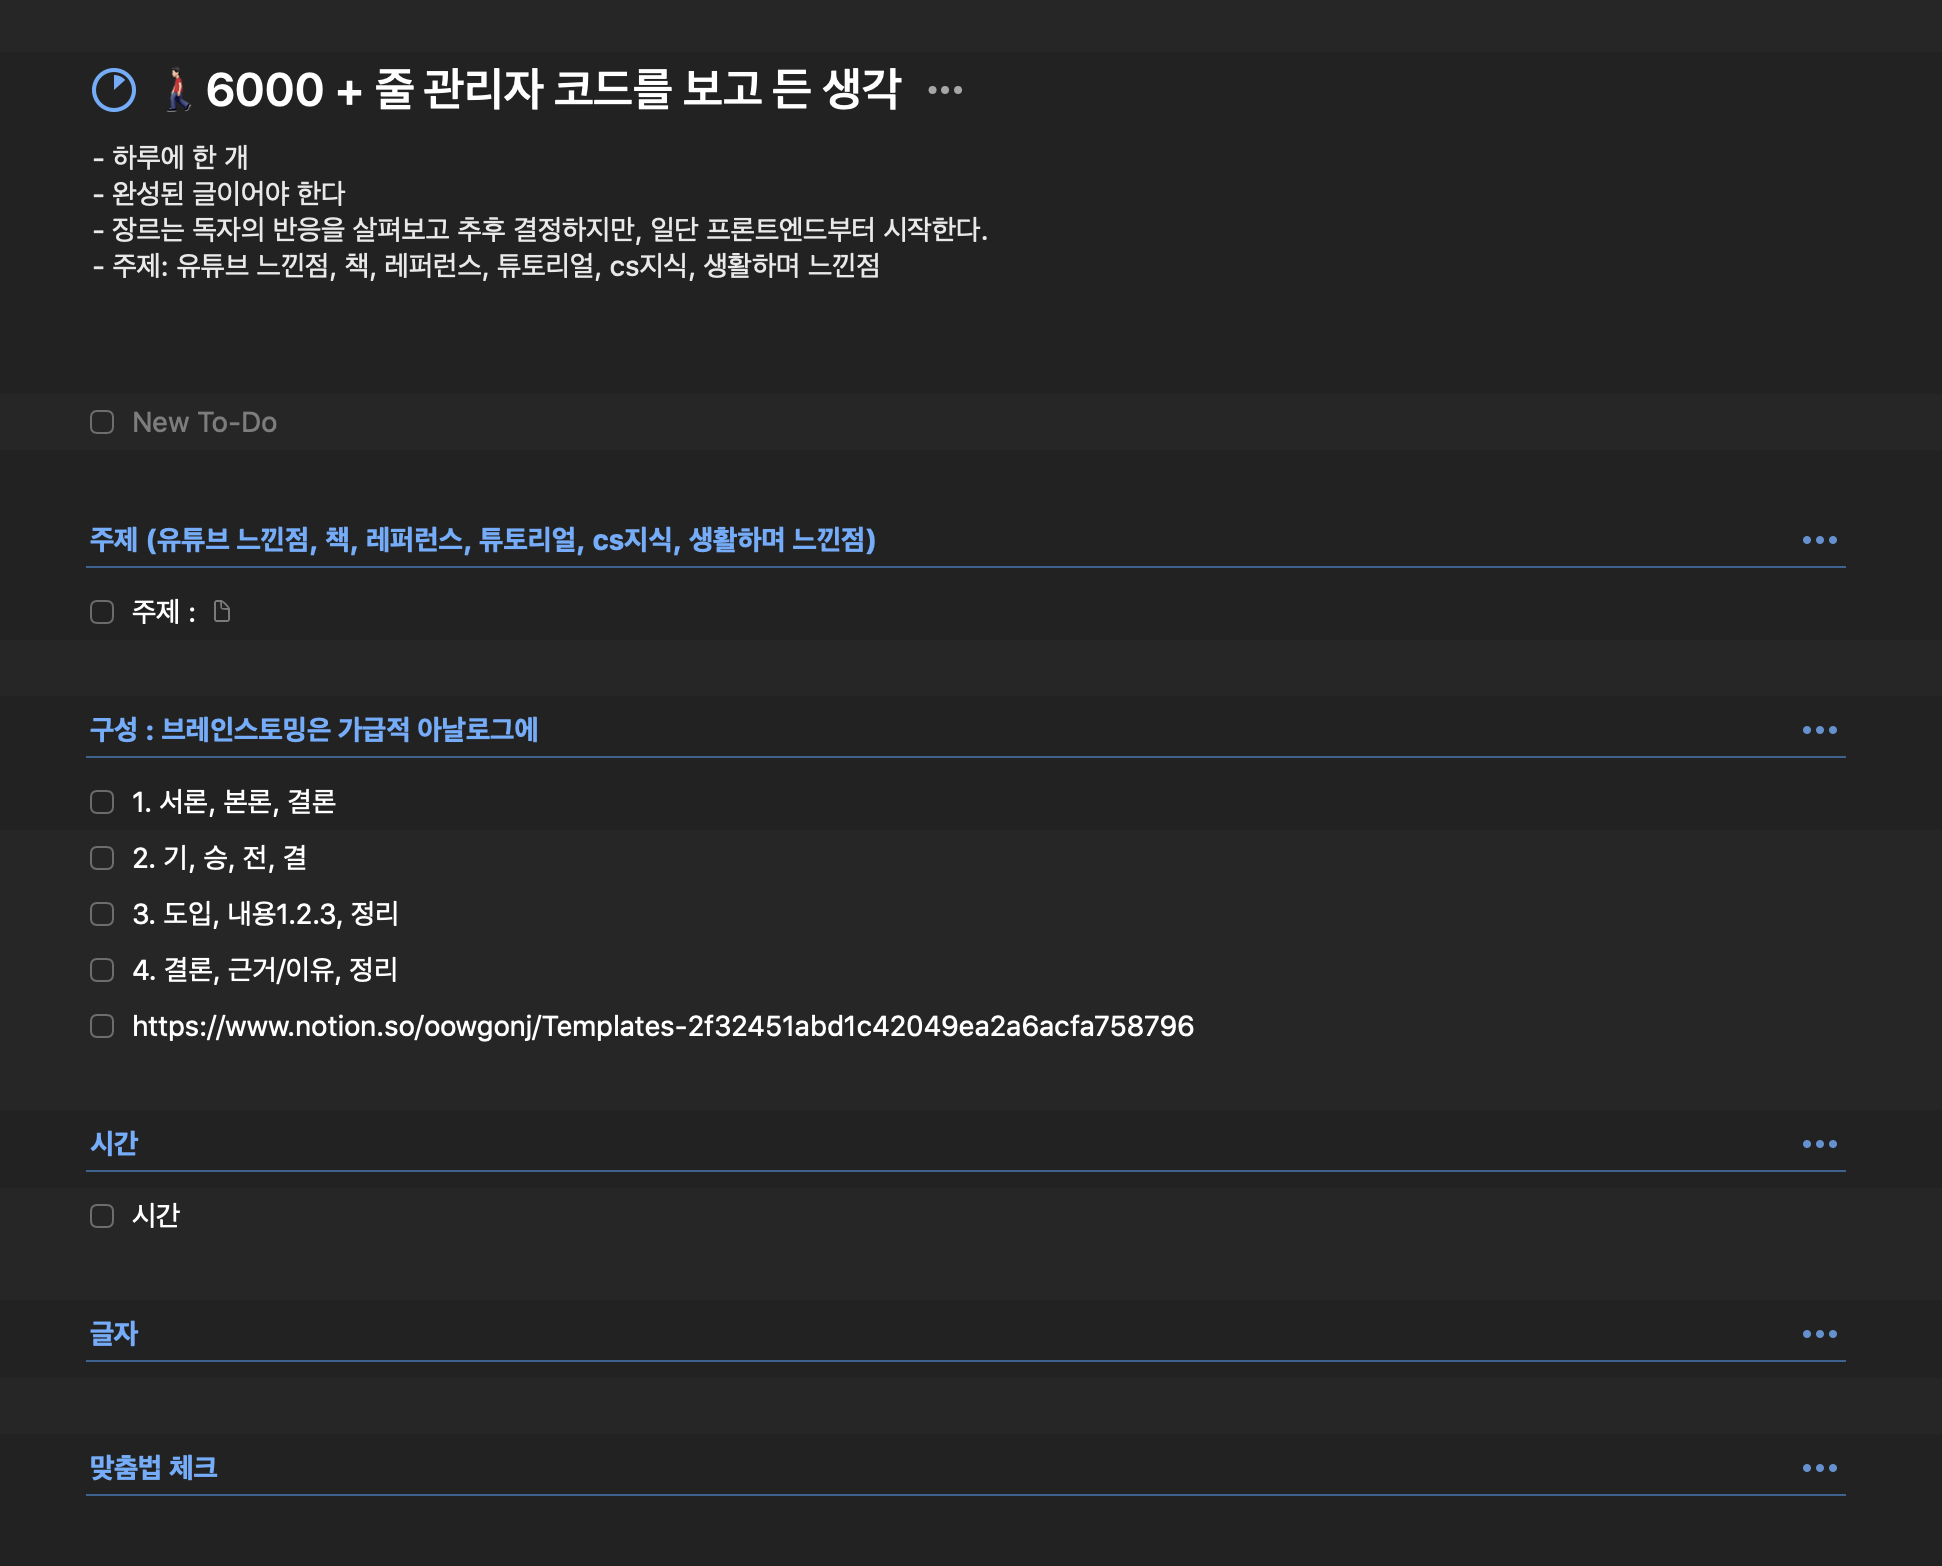 6000 + 줄 관리자 코드를 보고 든 생각
- 하루에 한 개
- 완성된 글이어야 한다
- 장르는 독자의 반응을 살펴보고 추후 결정하지만, 일단 프론트엔드부터 시작한다.
- 주제: 유튜브 느낀점, 책, 레퍼런스, 튜토리얼, cs지식, 생활하며 느낀점
New To-Do
주제 (유튜브 느낀점, 책, 레퍼런스, 튜토리얼, cs지식, 생활하며 느낀점)
주제 :
구성 : 브레인스토밍은 가급적 아날로그에
1. 서론, 본론, 결론
2. 기, 승, 전, 결
3. 도입, 내용1.2.3, 정리
4. 결론, 근거/이유, 정리
https://www.notion.so/oowgonj/Templates-2f32451abd1c42049ea2a6acfa758796
시간
시간
글자
맞춤법 체크